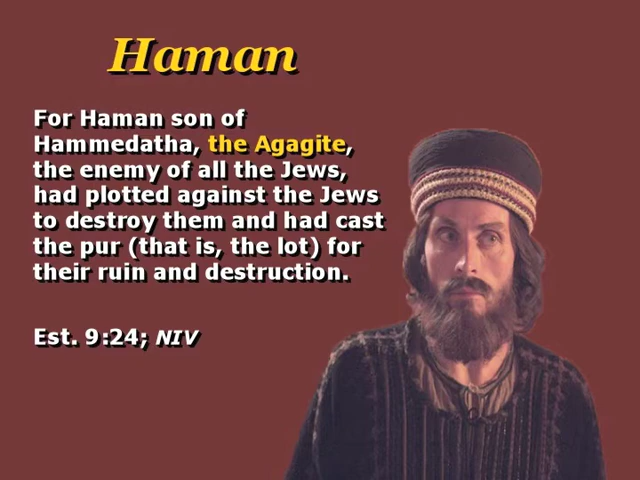 Haman
For Haman son of
Hammedatha, the Agagite,
the enemy of all the Jews,
had plotted against the Jews
to destroy them and had cast
the pur (that is, the lot) for
their ruin and destruction.
Est. 9:24; NIV